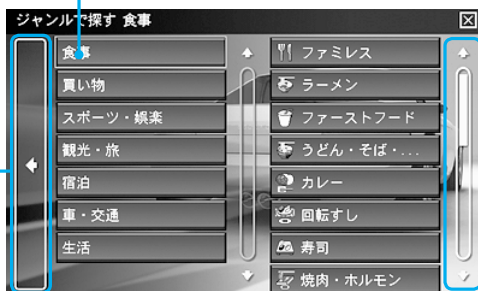 ジャンルで探す 食事
食事
買い物
スポーツ・娯楽
観光・旅
宿泊
車・交通
生活
ファミレス
ラーメン
ファーストフード
うどん・そば・...
カレー
回転すし
寿司
焼肉・ホルモン